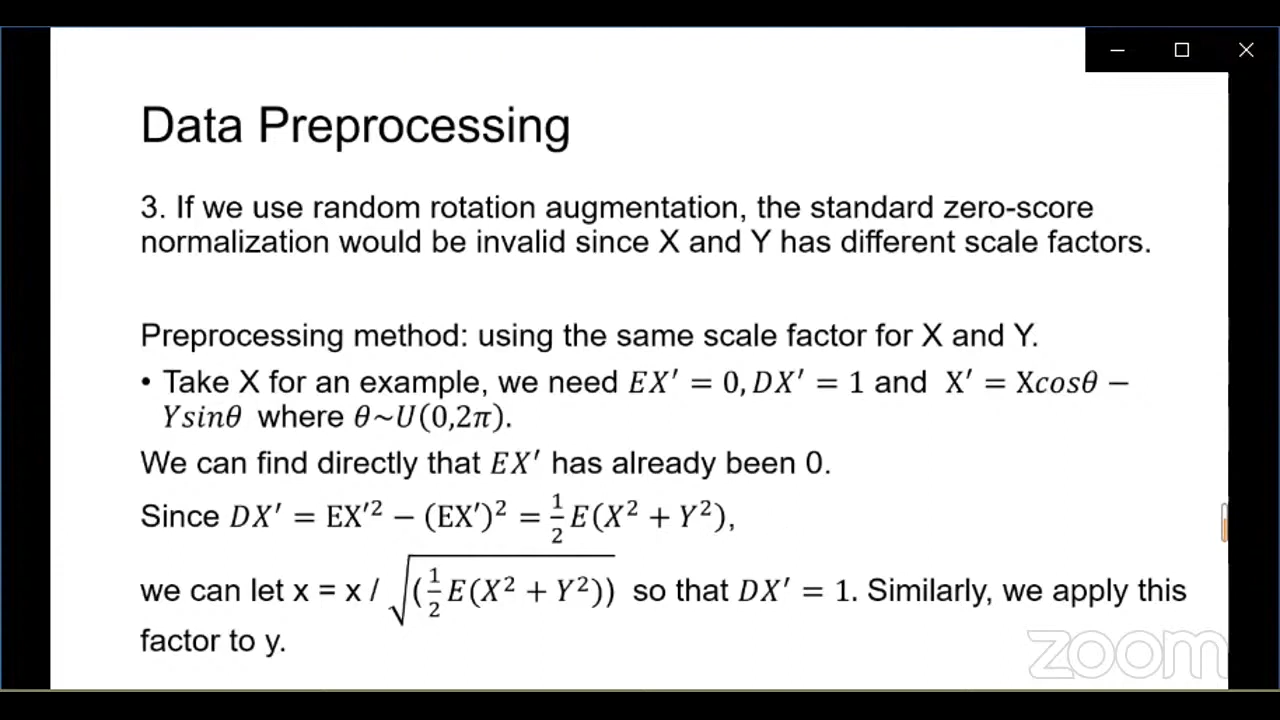 Data Preprocessing
3. If we use random rotation augmentation, the standard zero-score
normalization would be invalid since X and Y has different scale factors.
Preprocessing method: using the same scale factor for X and Y.
• Take X for an example, we need EX′ = 0, DX′ = 1 and X′ = Xcosθ −
Ysinθ where θ~U(0,2π).
We can find directly that EX′ has already been 0.
Since DX′ = EX′² − (EX′)² = ½E(X² + Y²),
we can let x = x / √(½E(X² + Y²)) so that DX′ = 1. Similarly, we apply this
factor to y.
zoom